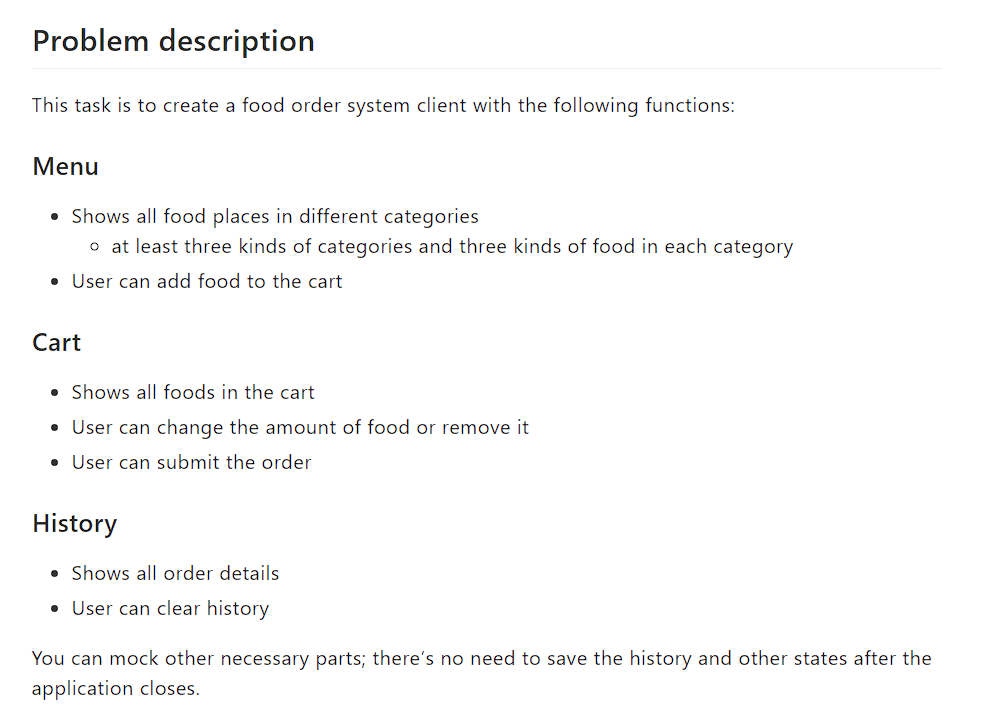 Problem description
This task is to create a food order system client with the following functions:
Menu
Shows all food places in different categories
at least three kinds of categories and three kinds of food in each category
User can add food to the cart
Cart
Shows all foods in the cart
User can change the amount of food or remove it
User can submit the order
History
Shows all order details
User can clear history
You can mock other necessary parts; there's no need to save the history and other states after the
application closes.